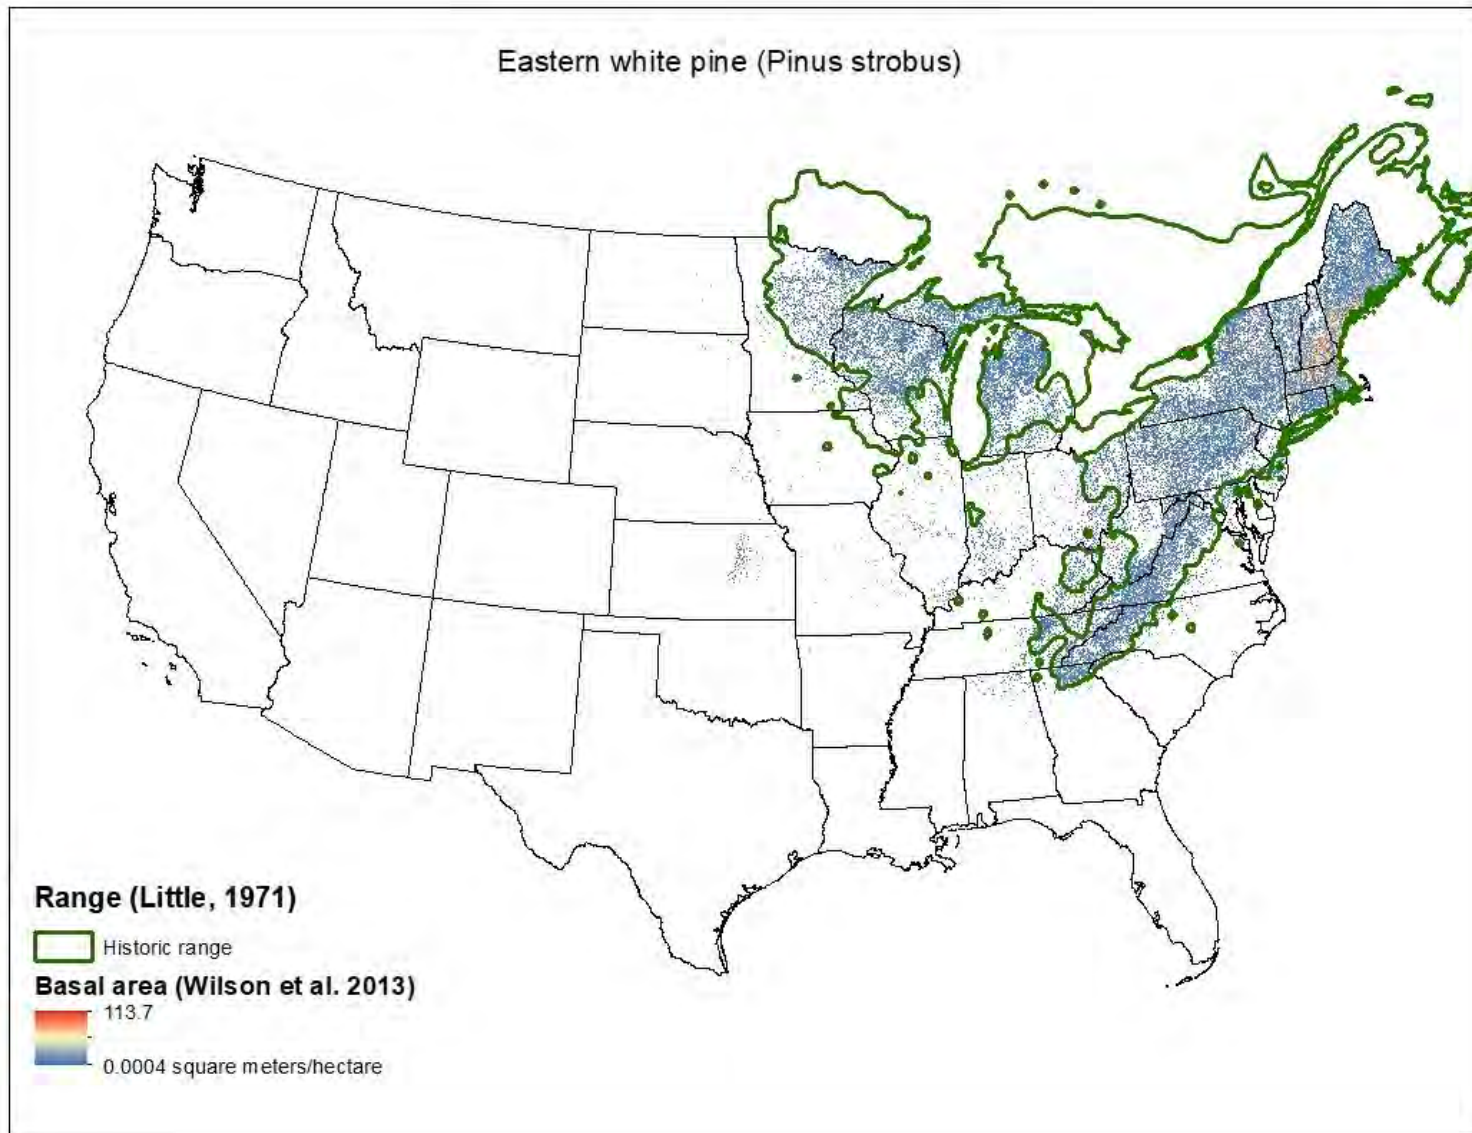 Eastern white pine (Pinus strobus)
Range (Little, 1971)
Historic range
Basal area (Wilson et al. 2013)
113.7
0.0004 square meters/hectare